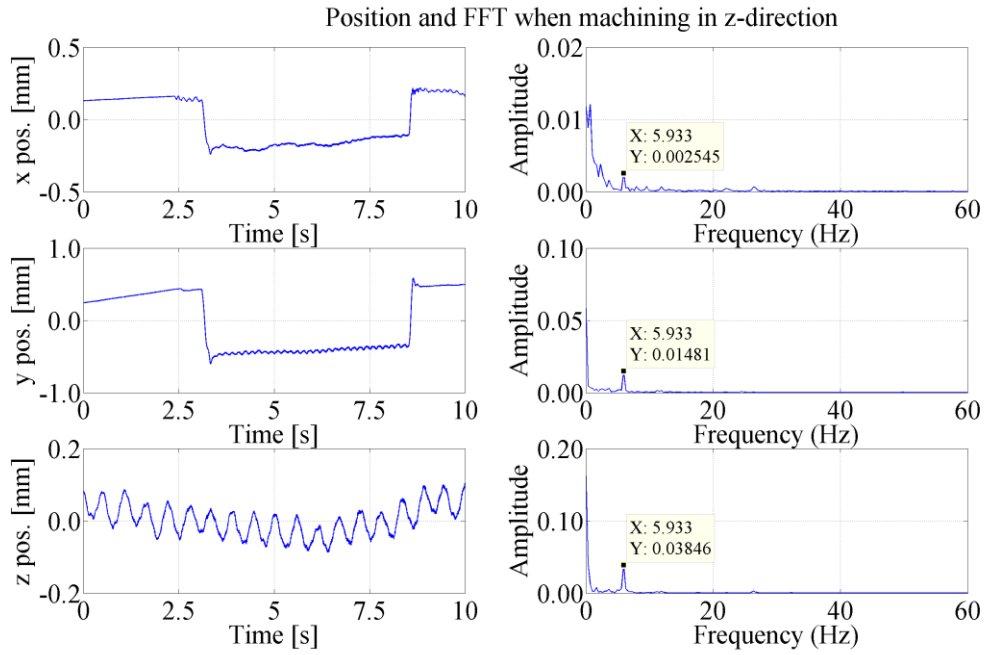 Position and FFT when machining in z-direction
x pos. [mm]
0.5
0.0
-0.5
0 2.5 5 7.5 10
Time [s]
Amplitude
0.02
0.01
0.00
X: 5.933
Y: 0.002545
0 20 40 60
Frequency (Hz)
y pos. [mm]
1.0
0.0
-1.0
0 2.5 5 7.5 10
Time [s]
Amplitude
0.10
0.05
0.00
X: 5.933
Y: 0.01481
0 20 40 60
Frequency (Hz)
z pos. [mm]
0.2
0.0
-0.2
0 2.5 5 7.5 10
Time [s]
Amplitude
0.20
0.10
0.00
X: 5.933
Y: 0.03846
0 20 40 60
Frequency (Hz)